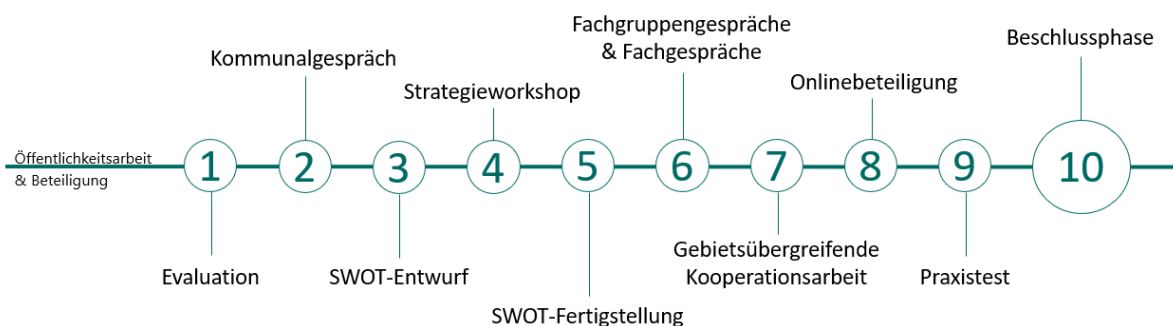 Öffentlichkeitsarbeit
& Beteiligung
1
Evaluation
2
Kommunalgespräch
3
SWOT-Entwurf
4
Strategieworkshop
5
SWOT-Fertigstellung
6
Fachgruppengespräche
& Fachgespräche
7
Gebietsübergreifende
Kooperationsarbeit
8
Onlinebeteiligung
9
Praxistest
10
Beschlussphase